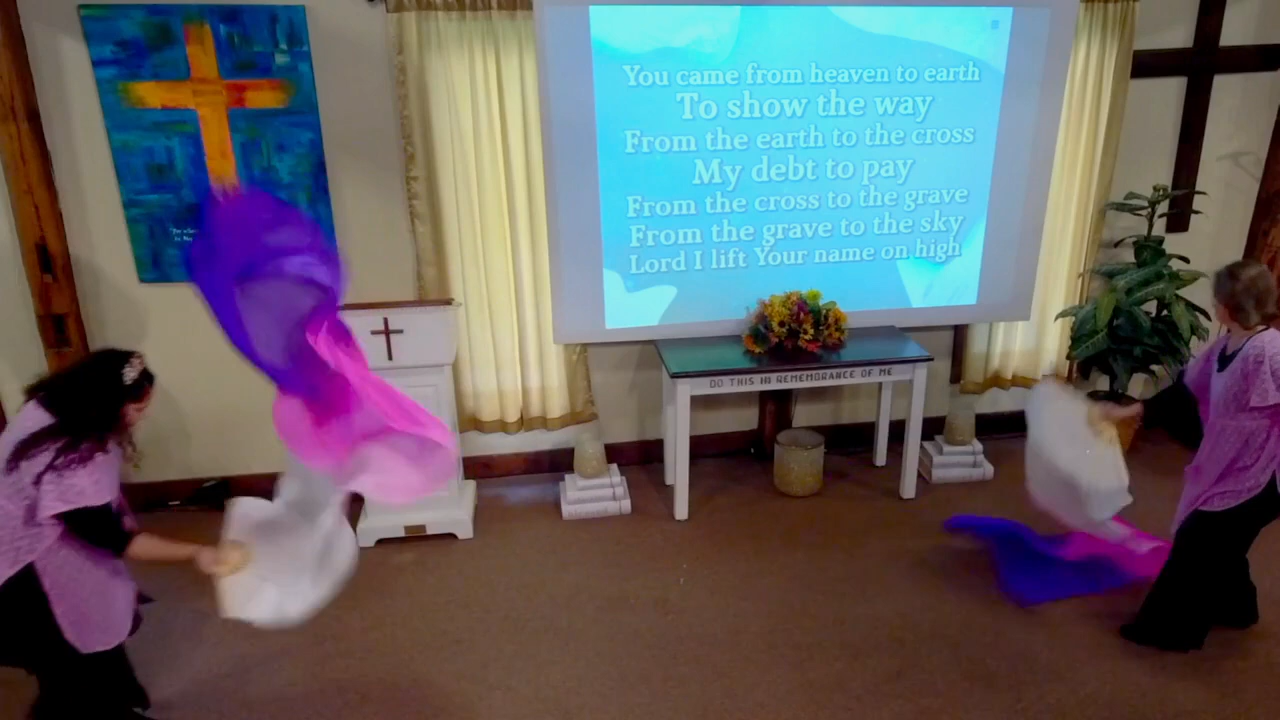 You came from heaven to earth
To show the way
From the earth to the cross
My debt to pay
From the cross to the grave
From the grave to the sky
Lord I lift Your name on high
DO THIS IN REMEMBRANCE OF ME